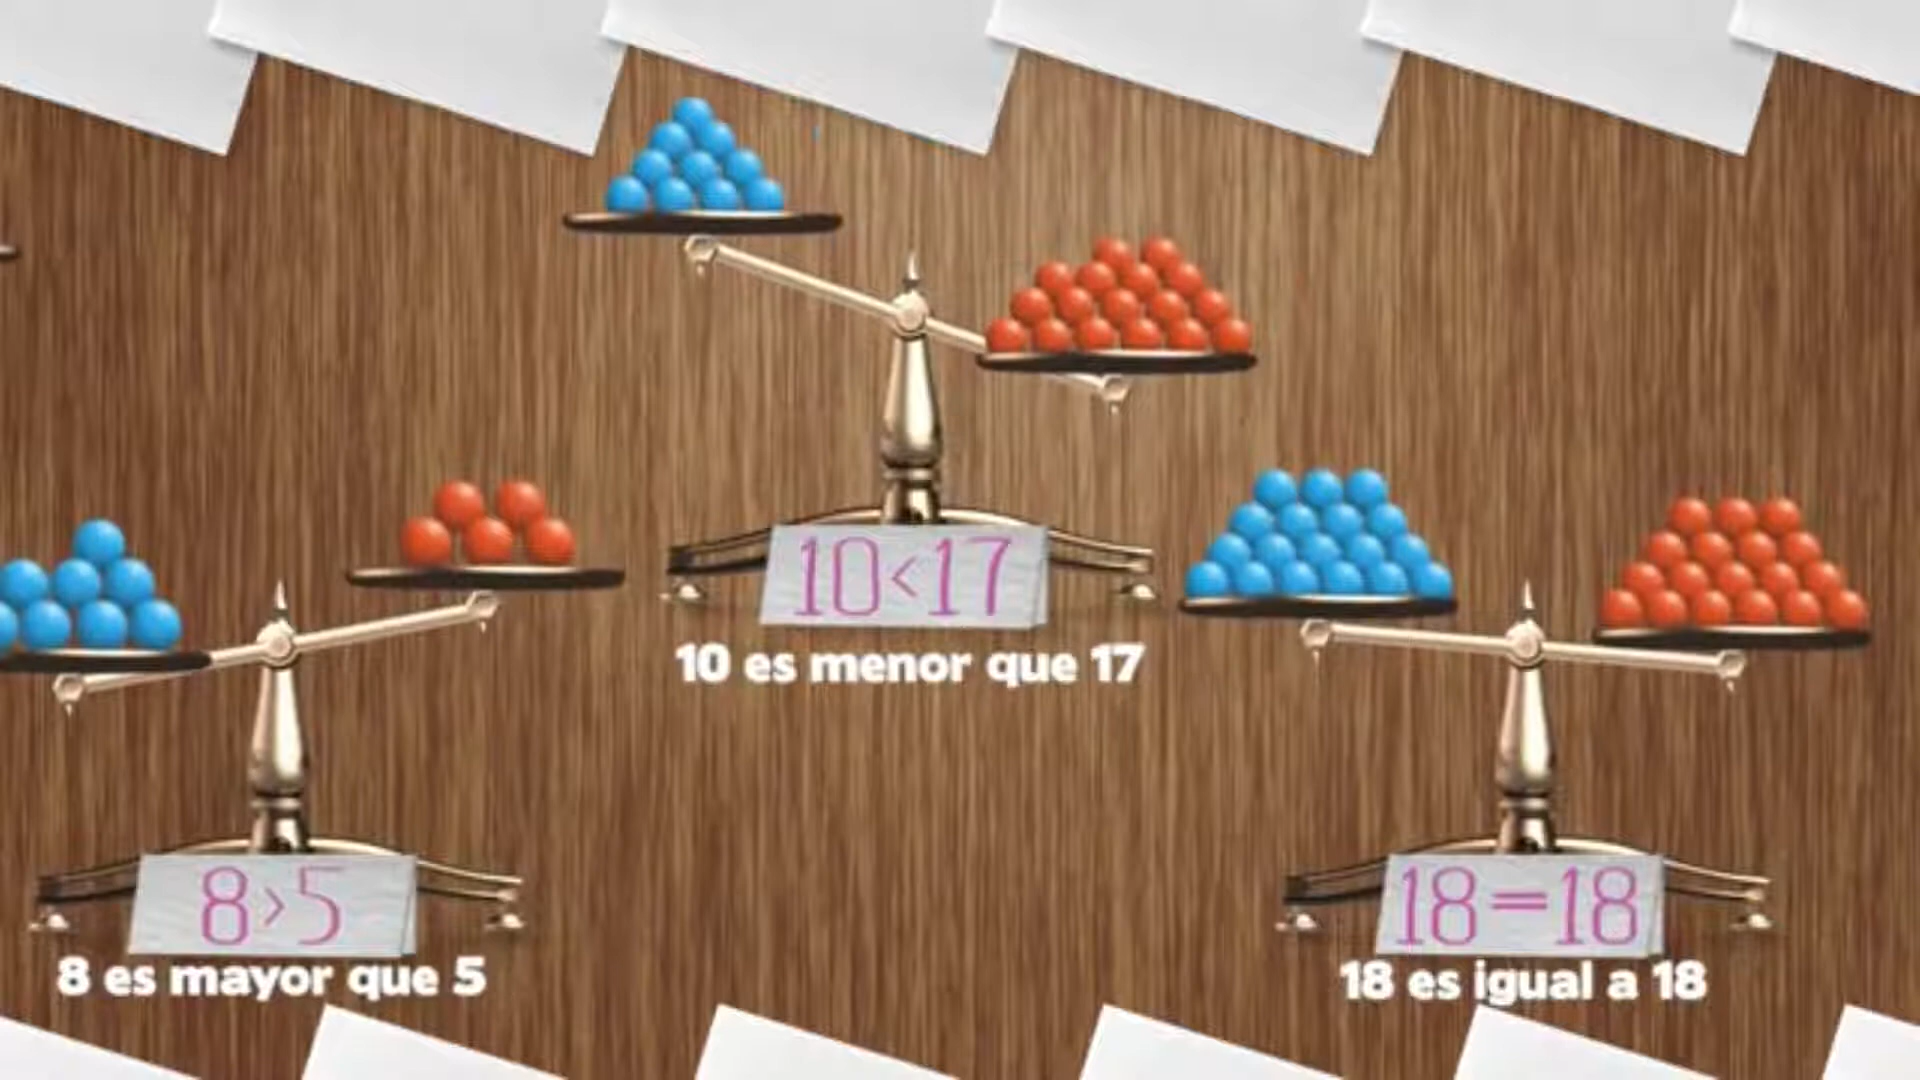 10<17
10 es menor que 17
8>5
8 es mayor que 5
18=18
18 es igual a 18